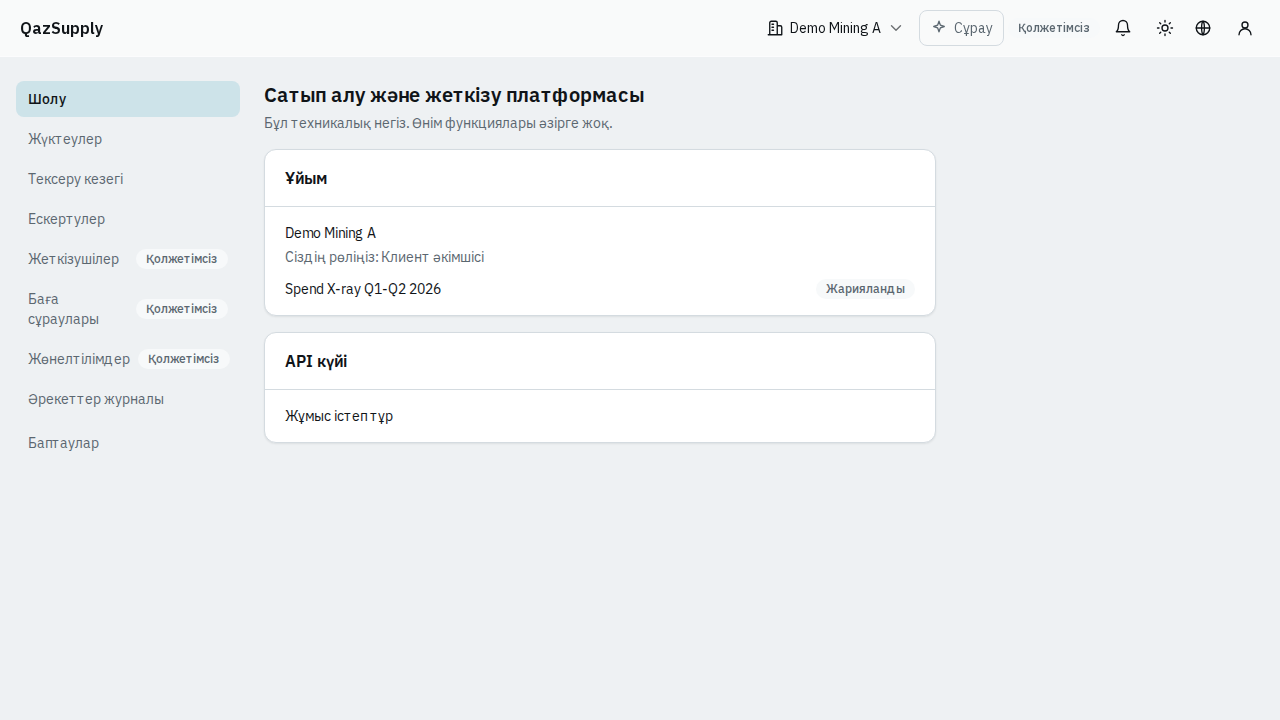 QazSupply
Demo Mining A
Сұрау
Қолжетімсіз
Шолу
Жүктеулер
Тексеру кезегі
Ескертулер
Жеткізушілер
Қолжетімсіз
Баға
сұраулары
Қолжетімсіз
Жөнелтілімдер
Қолжетімсіз
Әрекеттер журналы
Баптаулар
Сатып алу және жеткізу платформасы
Бұл техникалық негіз. Өнім функциялары әзірге жоқ.
Ұйым
Demo Mining A
Сіздің рөліңіз: Клиент әкімшісі
Spend X-ray Q1-Q2 2026
Жарияланды
API күйі
Жұмыс істеп тұр